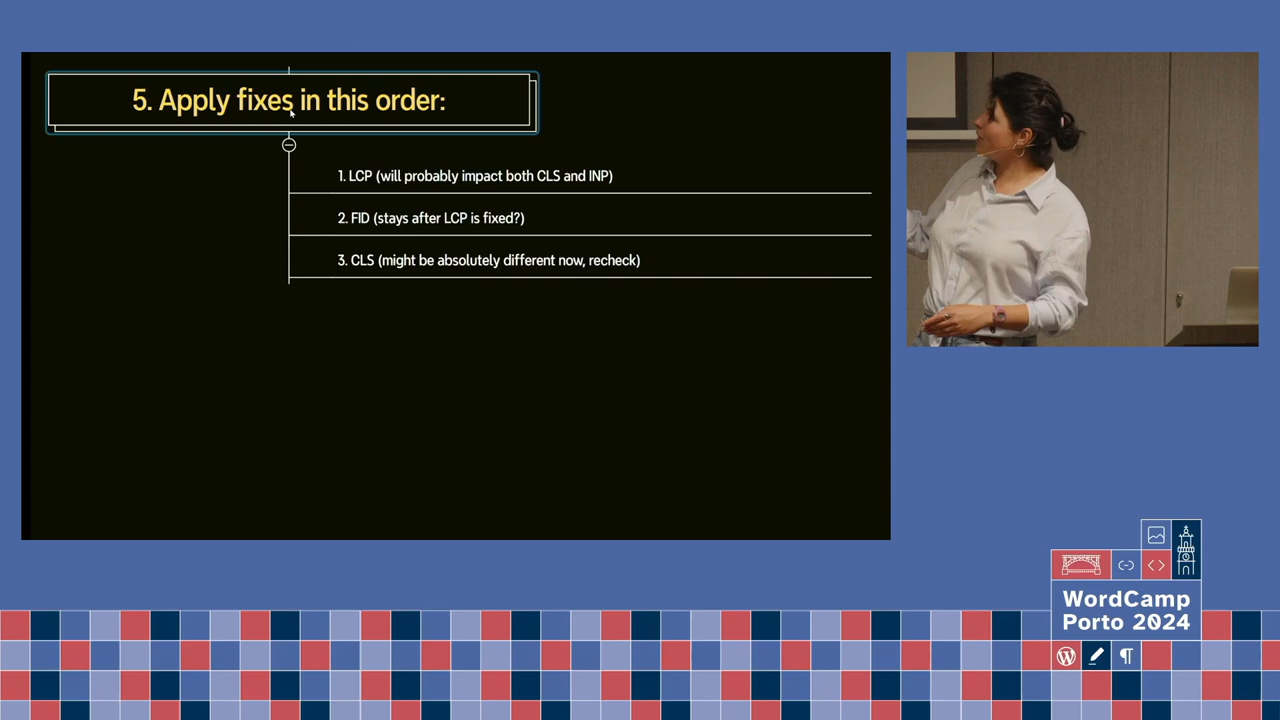 5. Apply fixes in this order:
1. LCP (will probably impact both CLS and INP)
2. FID (stays after LCP is fixed?)
3. CLS (might be absolutely different now, recheck)
WordCamp
Porto 2024